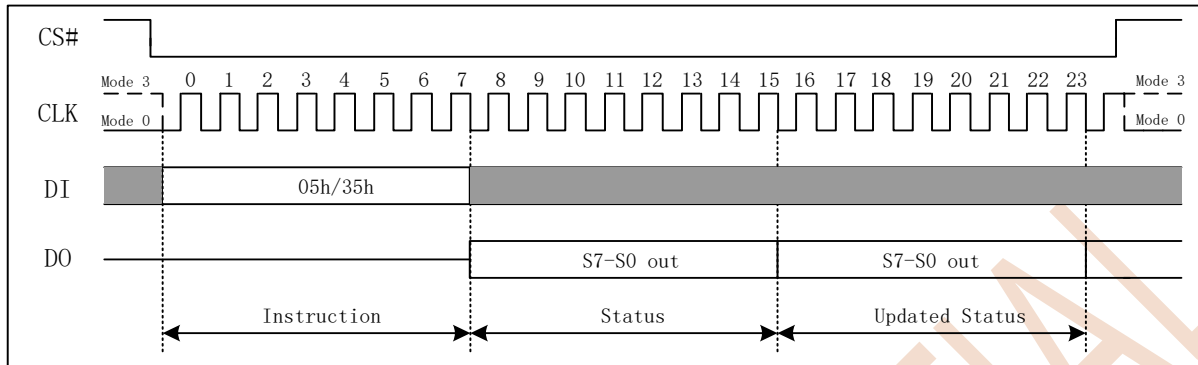 CS#
Mode 3 0 1 2 3 4 5 6 7 8 9 10 11 12 13 14 15 16 17 18 19 20 21 22 23 Mode 3
CLK
Mode 0 Mode 0
DI 05h/35h
DO S7-S0 out S7-S0 out
Instruction Status Updated Status